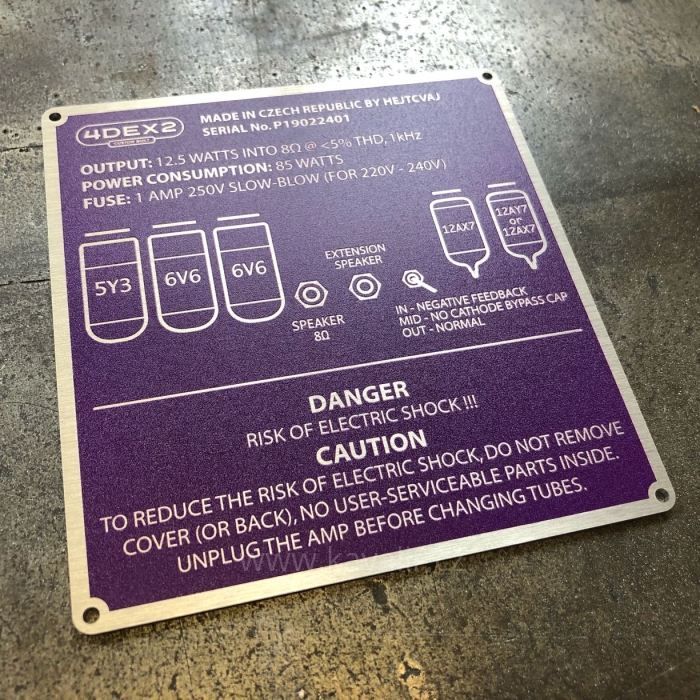 4DEX2
CUSTOM BUILT
MADE IN CZECH REPUBLIC BY HEJTCVAJ
SERIAL No. P19022401
OUTPUT: 12.5 WATTS INTO 8Ω @ <5% THD, 1kHz
POWER CONSUMPTION: 85 WATTS
FUSE: 1 AMP 250V SLOW-BLOW (FOR 220V - 240V)
5Y3
6V6
6V6
12AX7
12AY7
or
12AX7
EXTENSION
SPEAKER
SPEAKER
8Ω
IN - NEGATIVE FEEDBACK
MID - NO CATHODE BYPASS CAP
OUT - NORMAL
DANGER
RISK OF ELECTRIC SHOCK !!!
CAUTION
TO REDUCE THE RISK OF ELECTRIC SHOCK, DO NOT REMOVE
COVER (OR BACK), NO USER-SERVICEABLE PARTS INSIDE.
UNPLUG THE AMP BEFORE CHANGING TUBES.